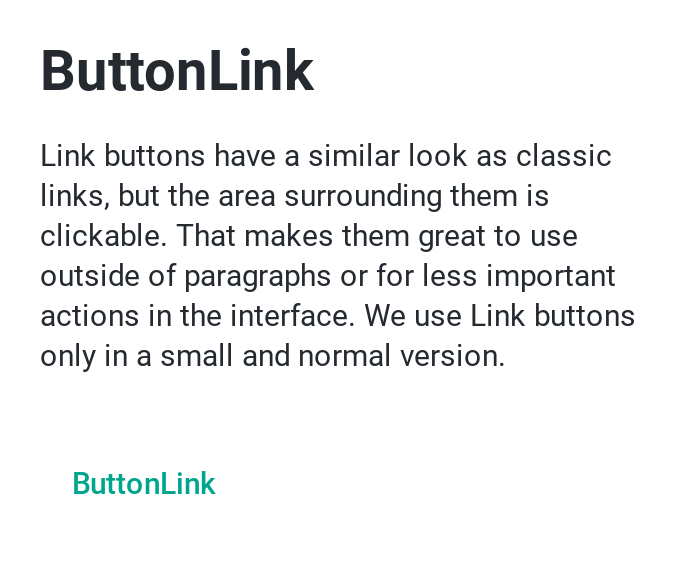 ButtonLink
Link buttons have a similar look as classic
links, but the area surrounding them is
clickable. That makes them great to use
outside of paragraphs or for less important
actions in the interface. We use Link buttons
only in a small and normal version.
ButtonLink